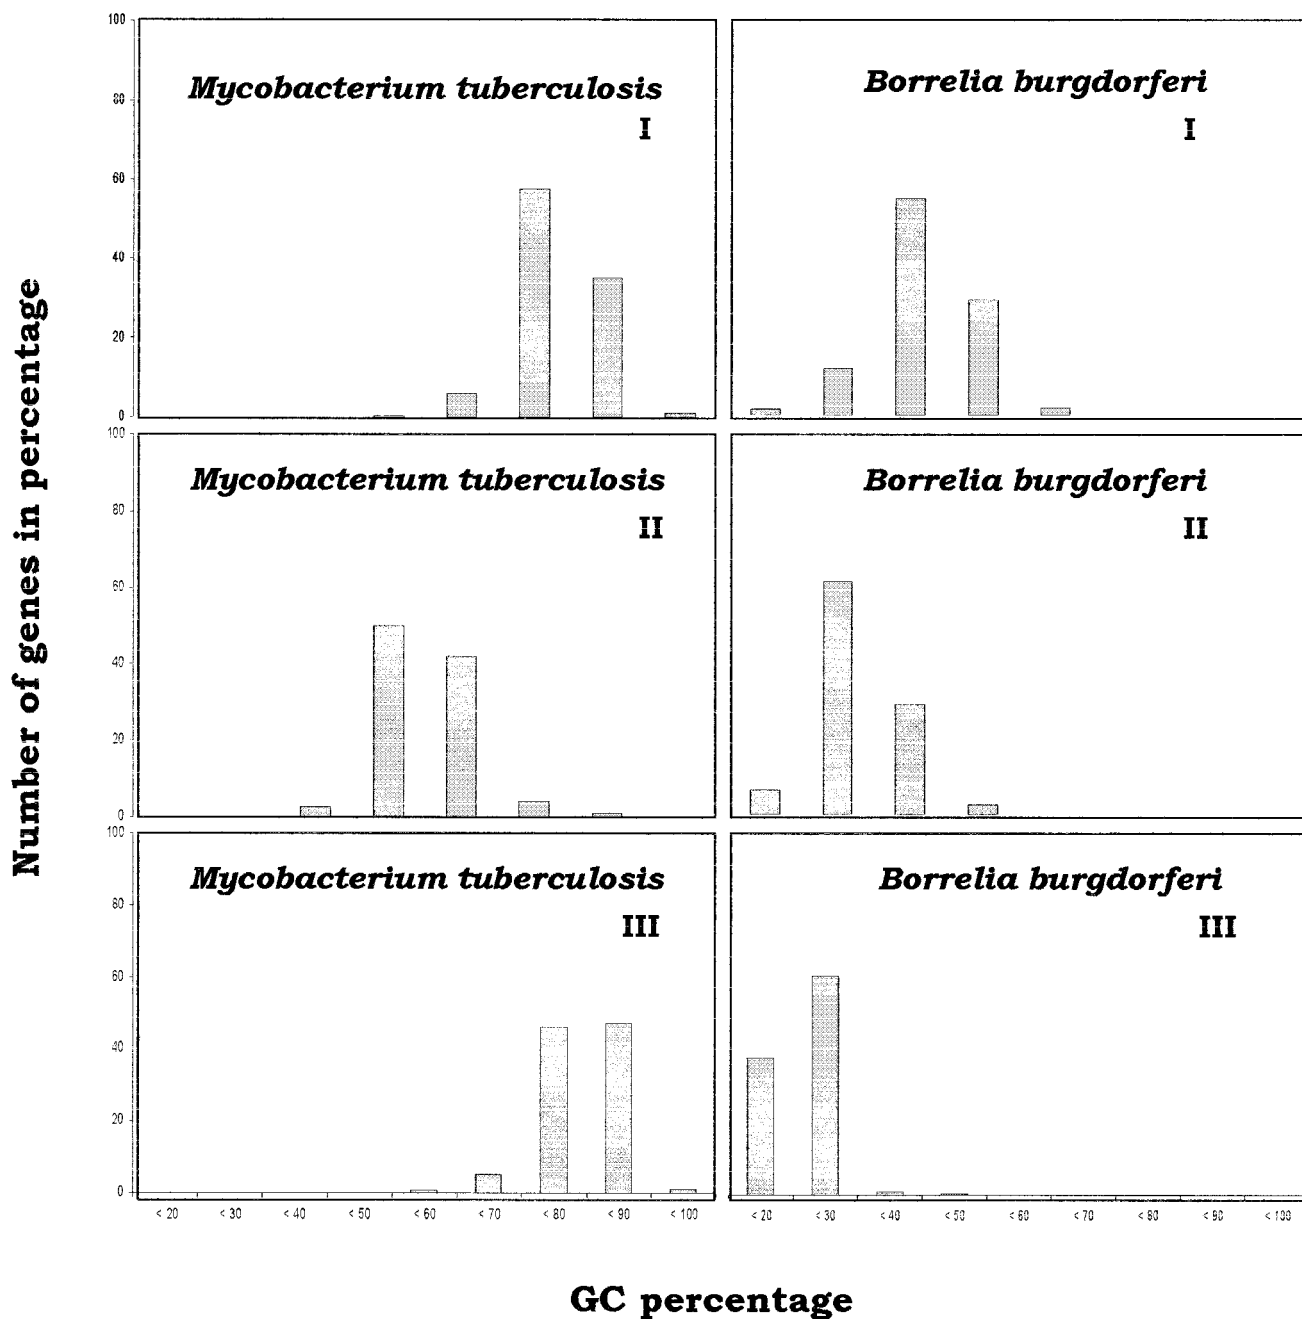 100
80
60
40
20
0
Mycobacterium tuberculosis
I
Borrelia burgdorferi
I
100
80
60
40
20
0
Mycobacterium tuberculosis
II
Borrelia burgdorferi
II
100
80
60
40
20
0
Mycobacterium tuberculosis
III
Borrelia burgdorferi
III
< 20 < 30 < 40 < 50 < 60 < 70 < 80 < 90 < 100
< 20 < 30 < 40 < 50 < 60 < 70 < 80 < 90 < 100
Number of genes in percentage
GC percentage